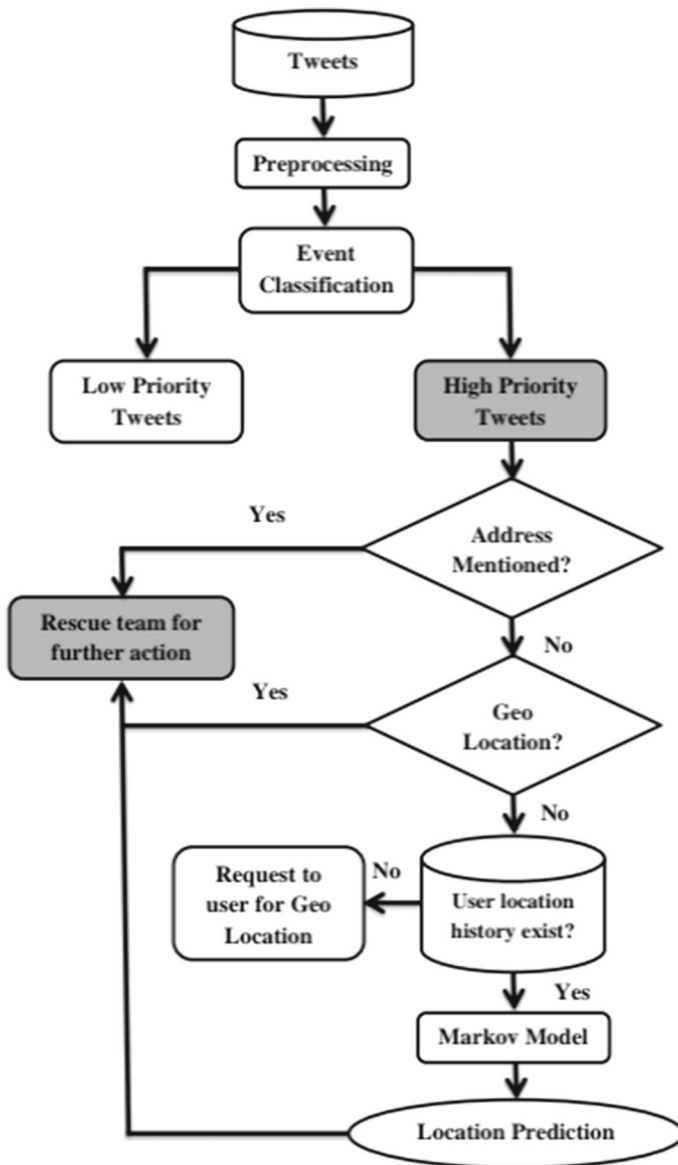 Tweets
Preprocessing
Event
Classification
Low Priority
Tweets
High Priority
Tweets
Yes
Address
Mentioned?
Rescue team for
further action
No
Yes
Geo
Location?
No
Request to
user for Geo
Location
No
User location
history exist?
Yes
Markov Model
Location Prediction